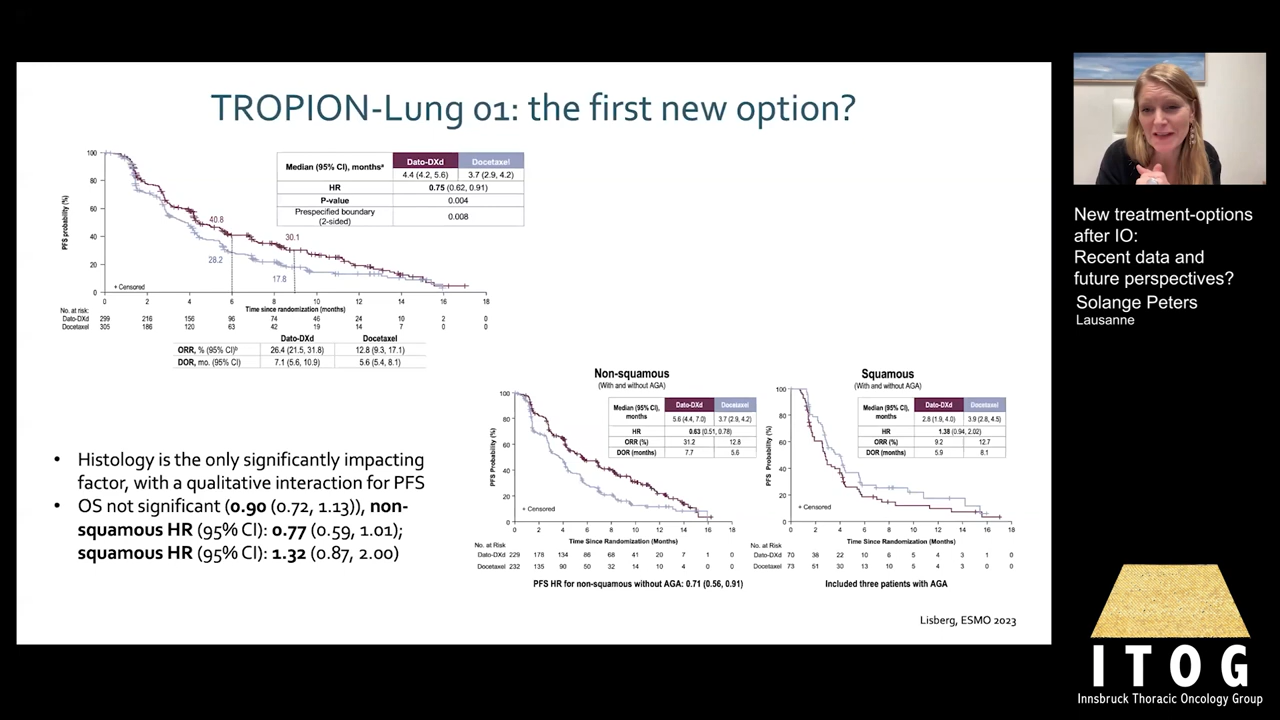 TROPION-Lung 01: the first new option?
100
80
60
40
20
0
PFS probability (%)
Median (95% CI), monthsᵃ
Dato-DXd
Docetaxel
4.4 (4.2, 5.6)
3.7 (2.9, 4.2)
HR
0.75 (0.62, 0.91)
P-value
0.004
Prespecified boundary
(2-sided)
0.008
40.8
30.1
28.2
17.8
+ Censored
0 2 4 6 8 10 12 14 16 18
No. at risk:
Time since randomization (months)
Dato-DXd 299 216 156 96 74 46 24 10 2 0
Docetaxel 305 186 120 63 42 19 14 7 0 0
Dato-DXd Docetaxel
ORR, % (95% CI)ᵇ 26.4 (21.5, 31.8) 12.8 (9.3, 17.1)
DOR, mo. (95% CI) 7.1 (5.6, 10.9) 5.6 (5.4, 8.1)
• Histology is the only significantly impacting
factor, with a qualitative interaction for PFS
• OS not significant (0.90 (0.72, 1.13)), non-
squamous HR (95% CI): 0.77 (0.59, 1.01);
squamous HR (95% CI): 1.32 (0.87, 2.00)
Non-squamous
(With and without AGA)
100
80
60
40
20
0
PFS Probability (%)
Median (95% CI),
months
Dato-DXd
Docetaxel
5.6 (4.4, 7.0)
3.7 (2.9, 4.2)
HR
0.63 (0.51, 0.78)
ORR (%) 31.2 12.8
DOR (months) 7.7 5.6
+ Censored
0 2 4 6 8 10 12 14 16 18
No. at Risk
Time Since Randomization (Months)
Dato-DXd 229 178 134 86 68 41 20 7 1 0
Docetaxel 232 135 90 50 32 14 10 4 0 0
PFS HR for non-squamous without AGA: 0.71 (0.56, 0.91)
Squamous
(With and without AGA)
100
80
60
40
20
0
PFS Probability (%)
Median (95% CI),
months
Dato-DXd
Docetaxel
2.8 (1.9, 4.0)
3.9 (2.8, 4.5)
HR
1.38 (0.94, 2.02)
ORR (%) 9.2 12.7
DOR (months) 5.9 8.1
+ Censored
0 2 4 6 8 10 12 14 16 18
No. at Risk
Time Since Randomization (Months)
Dato-DXd 70 38 22 10 6 5 4 3 1 0
Docetaxel 73 51 30 13 10 5 4 3 0 0
Included three patients with AGA
Lisberg, ESMO 2023
New treatment-options
after IO:
Recent data and
future perspectives?
Solange Peters
Lausanne
ITOG
Innsbruck Thoracic Oncology Group